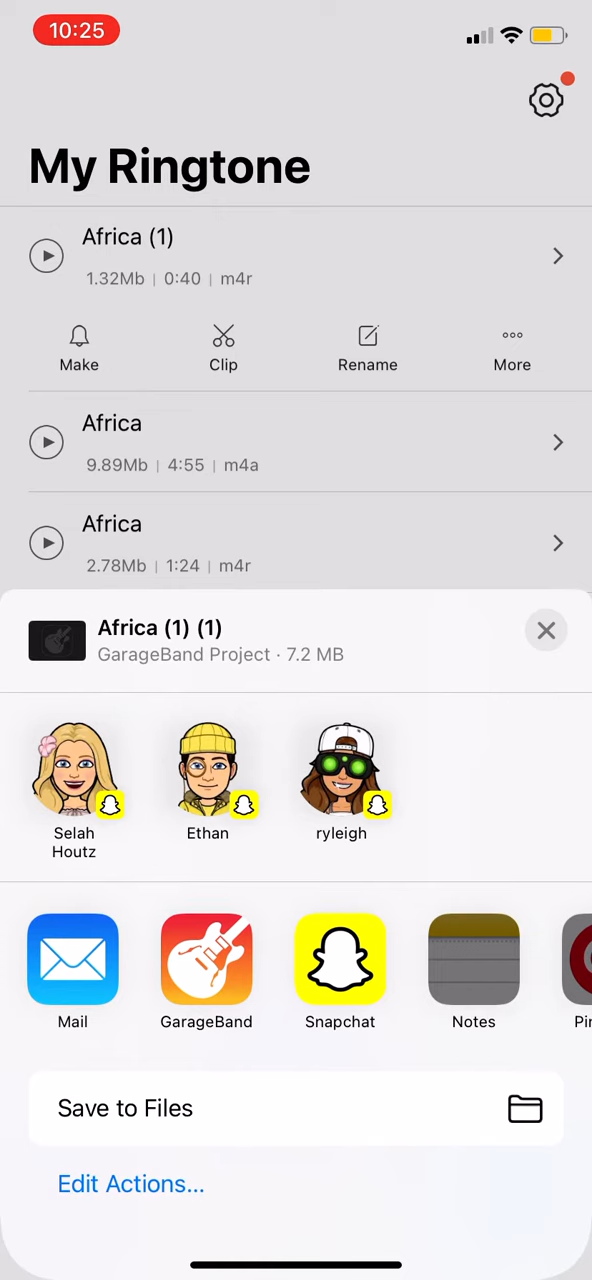 10:25
My Ringtone
Africa (1)
1.32Mb | 0:40 | m4r
Make Clip Rename More
Africa
9.89Mb | 4:55 | m4a
Africa
2.78Mb | 1:24 | m4r
Africa (1) (1)
GarageBand Project · 7.2 MB
Selah Ethan ryleigh
Houtz
Mail GarageBand Snapchat Notes
Save to Files
Edit Actions...